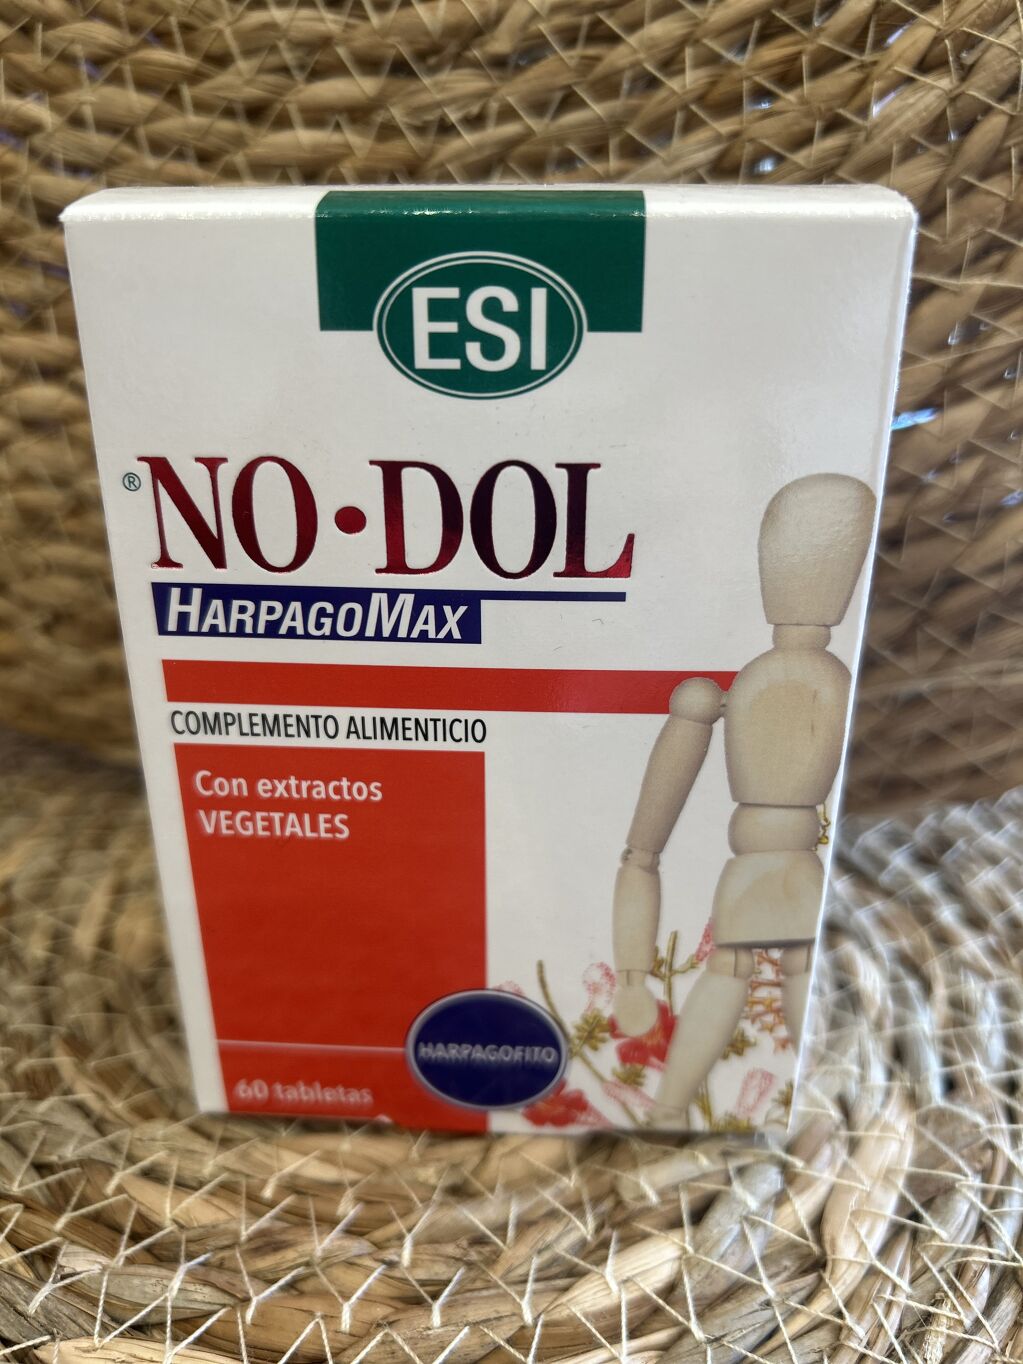 ESI
® NO·DOL
HARPAGOMAX
COMPLEMENTO ALIMENTICIO
Con extractos
VEGETALES
HARPAGOFITO
60 tabletas